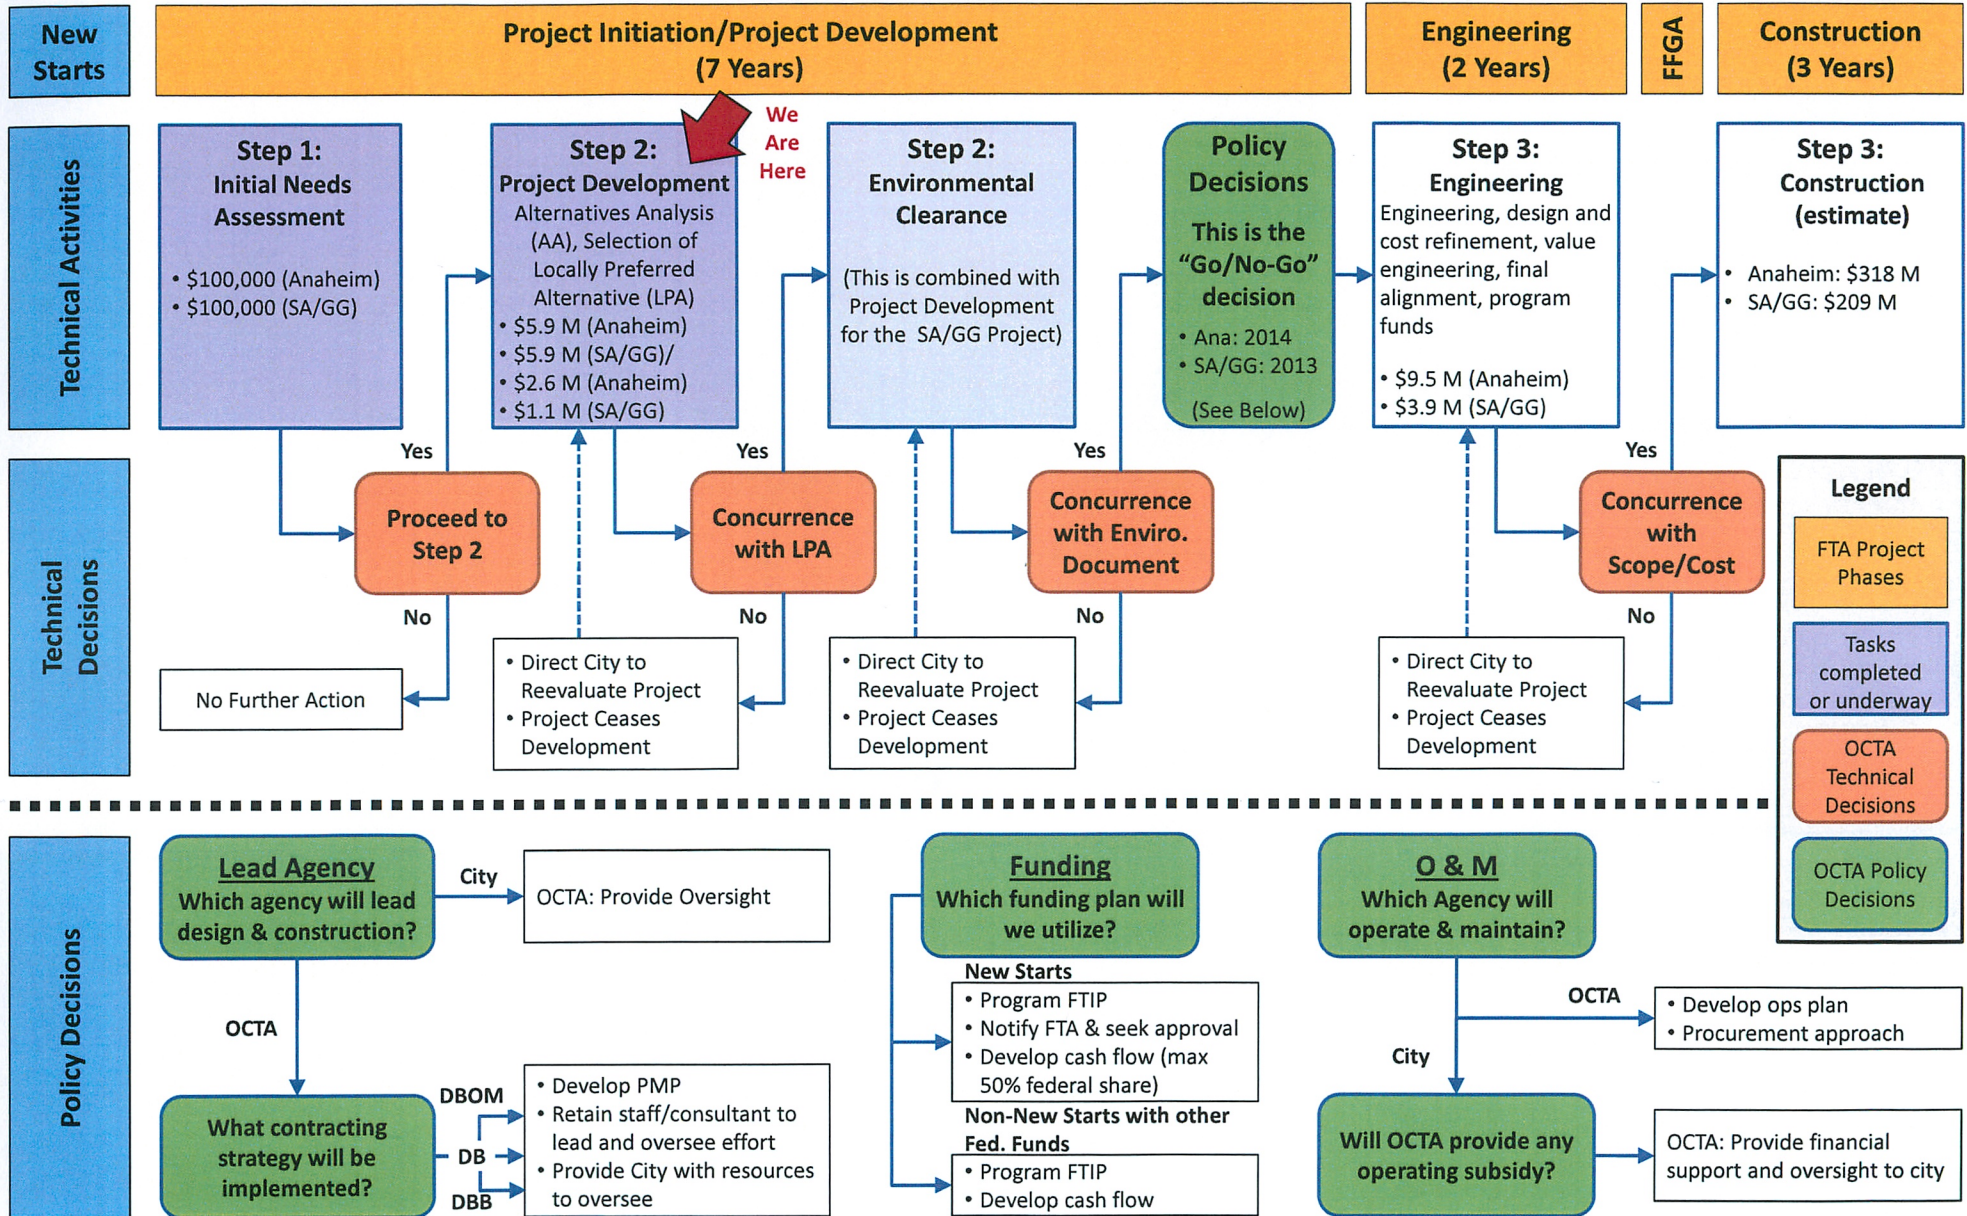 New
Starts
Project Initiation/Project Development
(7 Years)
Engineering
(2 Years)
FFGA
Construction
(3 Years)
We
Are
Here
Technical Activities
Step 1:
Initial Needs
Assessment
• $100,000 (Anaheim)
• $100,000 (SA/GG)
Step 2:
Project Development
Alternatives Analysis
(AA), Selection of
Locally Preferred
Alternative (LPA)
• $5.9 M (Anaheim)
• $5.9 M (SA/GG)/
• $2.6 M (Anaheim)
• $1.1 M (SA/GG)
Step 2:
Environmental
Clearance
(This is combined with
Project Development
for the SA/GG Project)
Policy
Decisions
This is the
“Go/No-Go”
decision
• Ana: 2014
• SA/GG: 2013
(See Below)
Step 3:
Engineering
Engineering, design and
cost refinement, value
engineering, final
alignment, program
funds
• $9.5 M (Anaheim)
• $3.9 M (SA/GG)
Step 3:
Construction
(estimate)
• Anaheim: $318 M
• SA/GG: $209 M
Technical
Decisions
Yes
Proceed to
Step 2
No
No Further Action
Yes
Concurrence
with LPA
No
• Direct City to
Reevaluate Project
• Project Ceases
Development
Yes
Concurrence
with Enviro.
Document
No
• Direct City to
Reevaluate Project
• Project Ceases
Development
Yes
Concurrence
with
Scope/Cost
No
• Direct City to
Reevaluate Project
• Project Ceases
Development
Legend
FTA Project
Phases
Tasks
completed
or underway
OCTA
Technical
Decisions
OCTA Policy
Decisions
Policy Decisions
Lead Agency
Which agency will lead
design & construction?
City
OCTA: Provide Oversight
OCTA
What contracting
strategy will be
implemented?
DBOM
DB
DBB
• Develop PMP
• Retain staff/consultant to
lead and oversee effort
• Provide City with resources
to oversee
Funding
Which funding plan will
we utilize?
New Starts
• Program FTIP
• Notify FTA & seek approval
• Develop cash flow (max
50% federal share)
Non-New Starts with other
Fed. Funds
• Program FTIP
• Develop cash flow
O & M
Which Agency will
operate & maintain?
OCTA
• Develop ops plan
• Procurement approach
City
Will OCTA provide any
operating subsidy?
OCTA: Provide financial
support and oversight to city